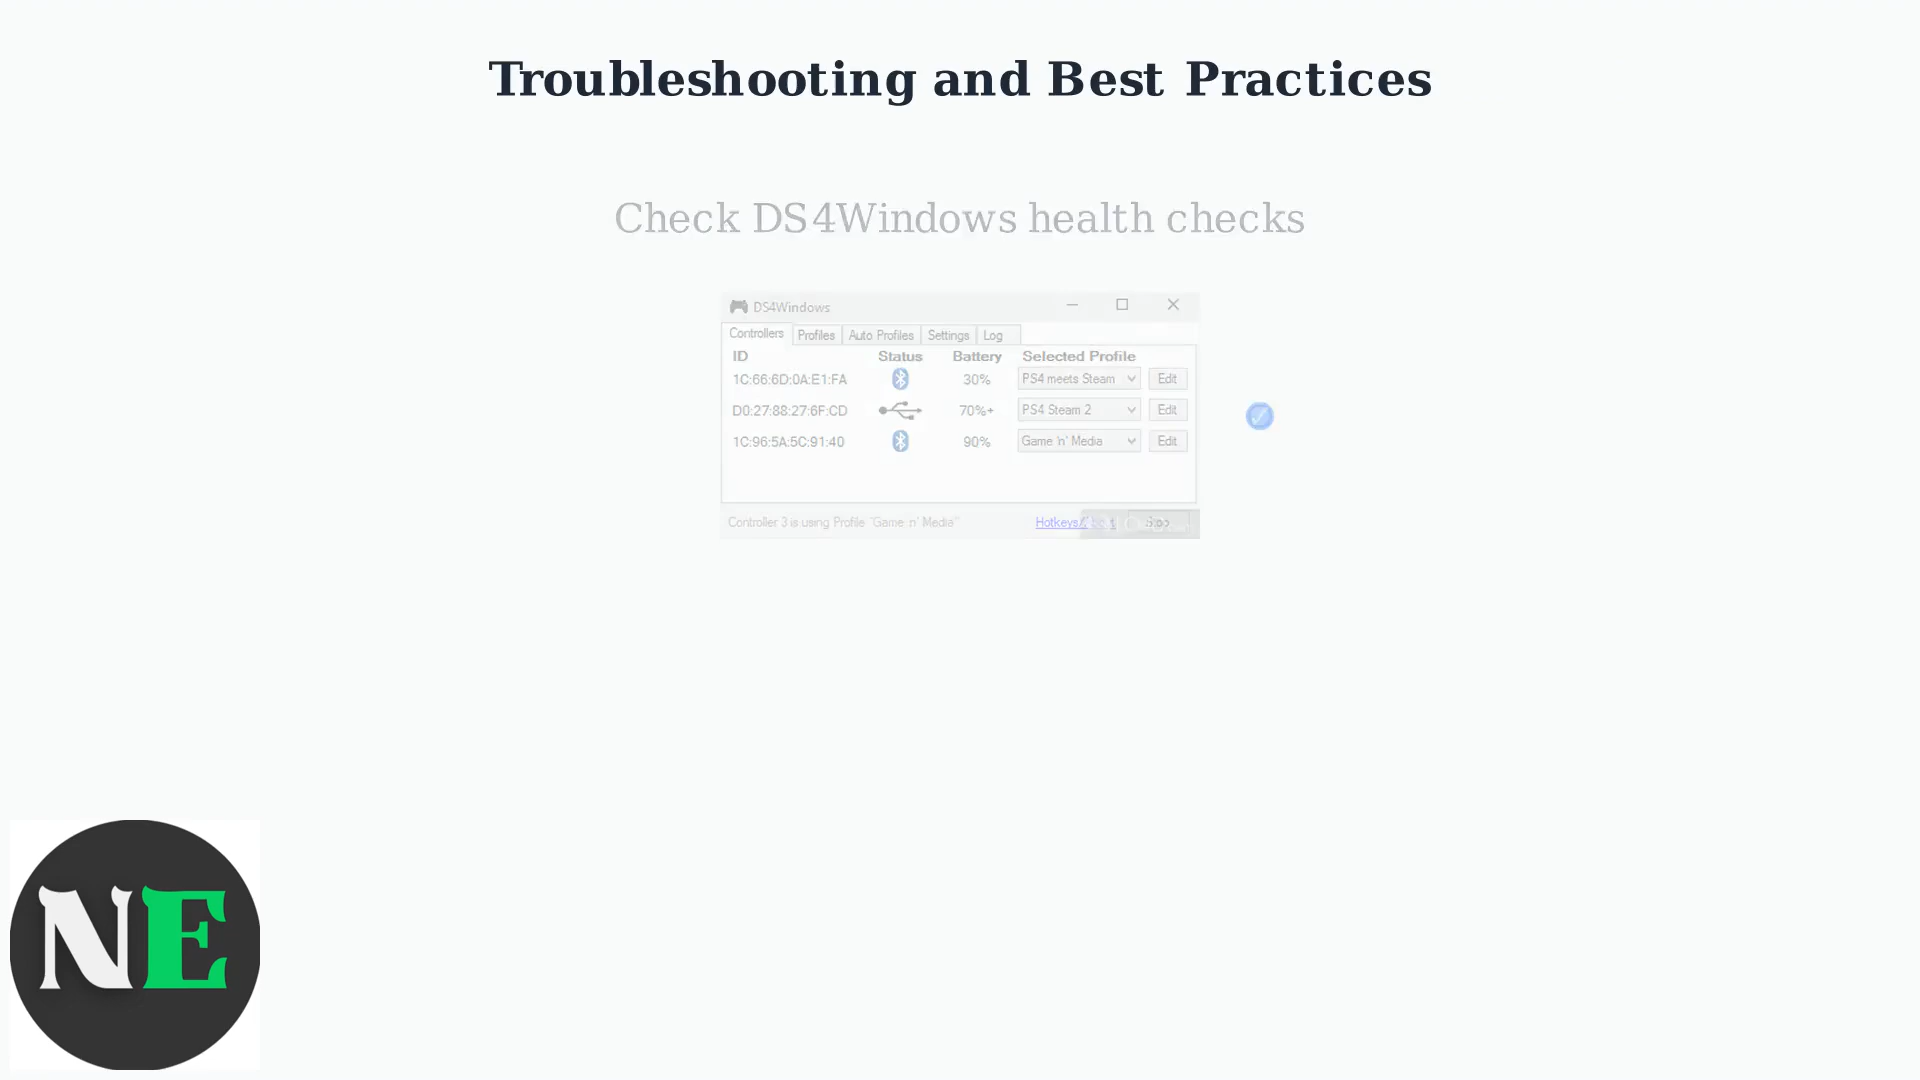 Troubleshooting and Best Practices
Check DS4Windows health checks
DS4Windows
Controllers Profiles Auto Profiles Settings Log
ID Status Battery Selected Profile
1C:66:6D:0A:E1:FA 30% PS4 meets Steam Edit
D0:27:88:27:6F:CD 70%+ PS4 Steam 2 Edit
1C:96:5A:5C:91:40 90% Game 'n' Media Edit
Controller 3 is using Profile "Game 'n' Media" Stop
NE